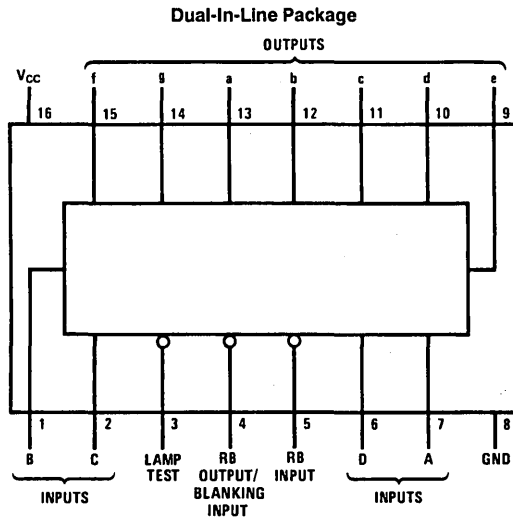 Dual-In-Line Package
OUTPUTS
VCC f g a b c d e
16 15 14 13 12 11 10 9
1 2 3 4 5 6 7 8
B C LAMP TEST RB OUTPUT/ BLANKING INPUT RB INPUT D A GND
INPUTS INPUTS